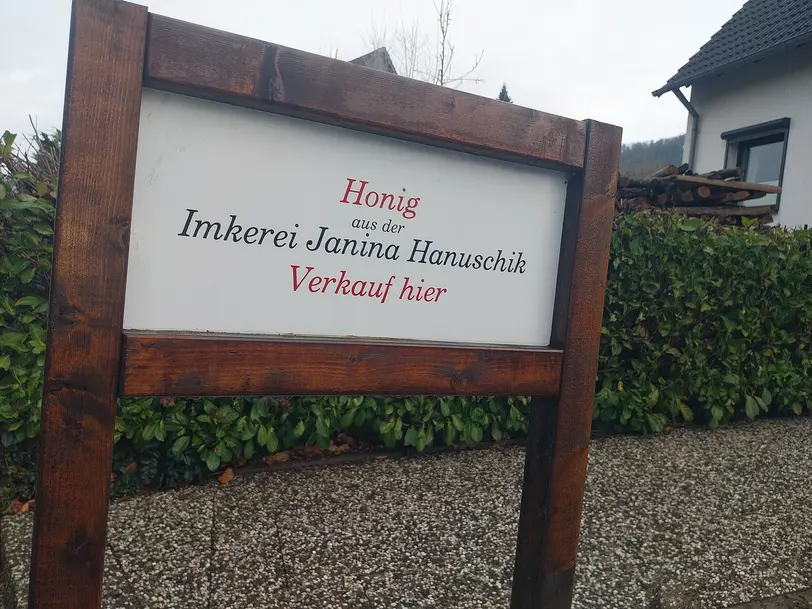 Honig
aus der
Imkerei Janina Hanuschik
Verkauf hier